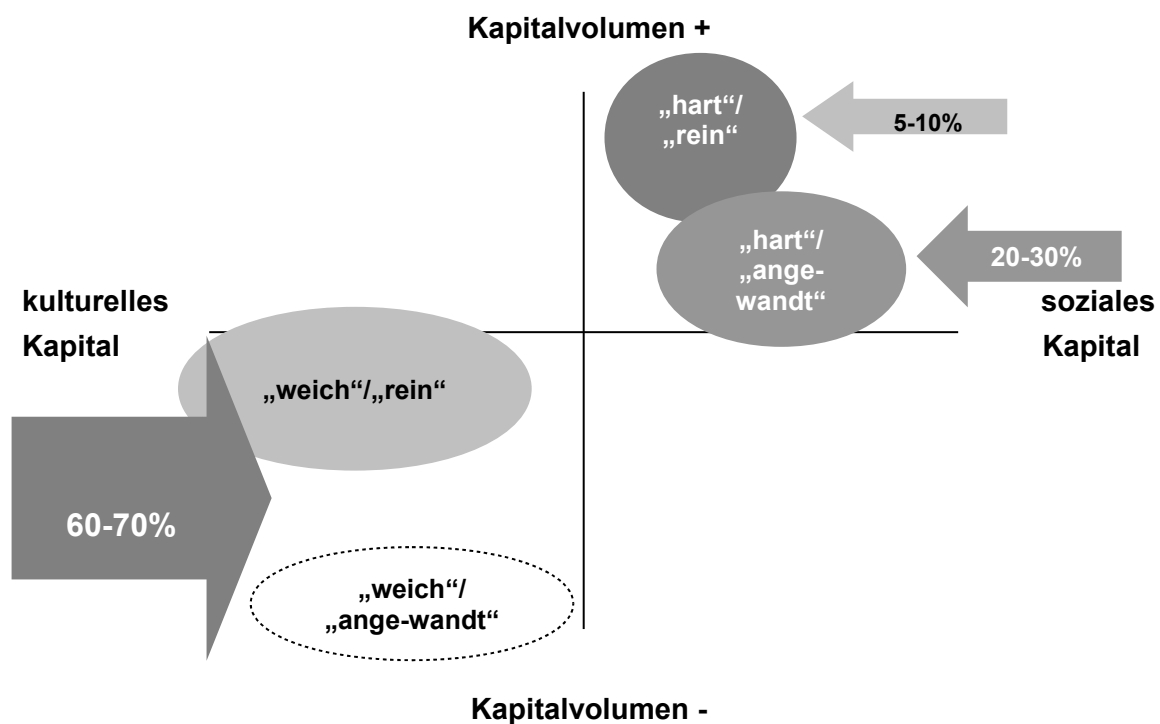 Kapitalvolumen +
„hart“/
„rein“
5-10%
„hart“/
„ange-
wandt“
20-30%
kulturelles
Kapital
soziales
Kapital
„weich“/„rein“
60-70%
„weich“/
„ange-wandt“
Kapitalvolumen -